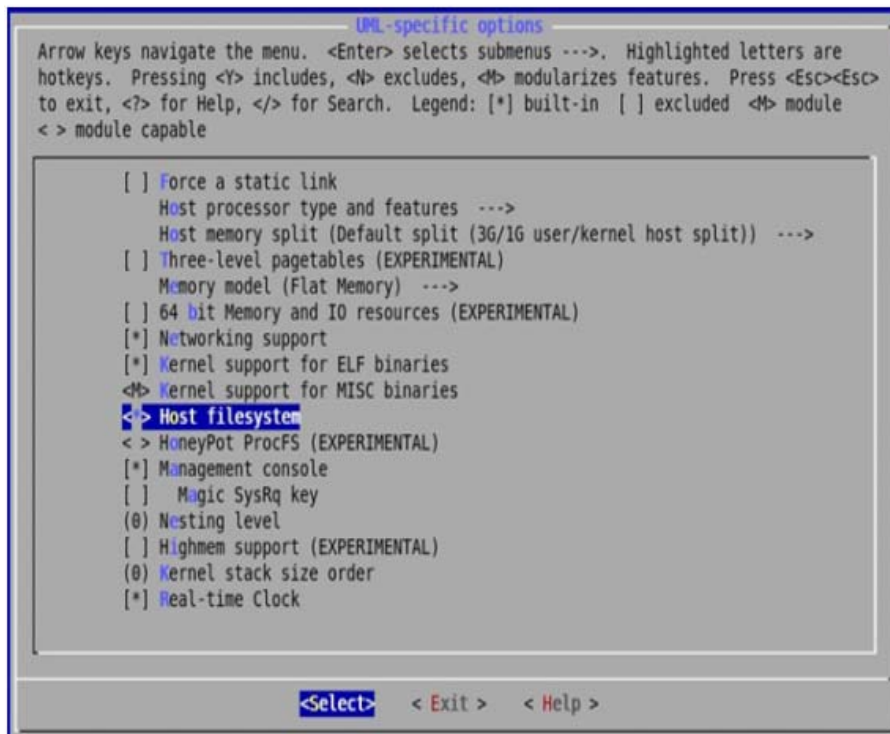 UML-specific options
Arrow keys navigate the menu.  <Enter> selects submenus --->.  Highlighted letters are
hotkeys.  Pressing <Y> includes, <N> excludes, <M> modularizes features.  Press <Esc><Esc>
to exit, <?> for Help, </> for Search.  Legend: [*] built-in  [ ] excluded  <M> module
< > module capable
[ ] Force a static link
Host processor type and features  --->
Host memory split (Default split (3G/1G user/kernel host split))  --->
[ ] Three-level pagetables (EXPERIMENTAL)
Memory model (Flat Memory)  --->
[ ] 64 bit Memory and IO resources (EXPERIMENTAL)
[*] Networking support
[*] Kernel support for ELF binaries
<M> Kernel support for MISC binaries
<*> Host filesystem
< > HoneyPot ProcFS (EXPERIMENTAL)
[*] Management console
[ ]   Magic SysRq key
(0) Nesting level
[ ] Highmem support (EXPERIMENTAL)
(0) Kernel stack size order
[*] Real-time Clock
<Select>    < Exit >    < Help >